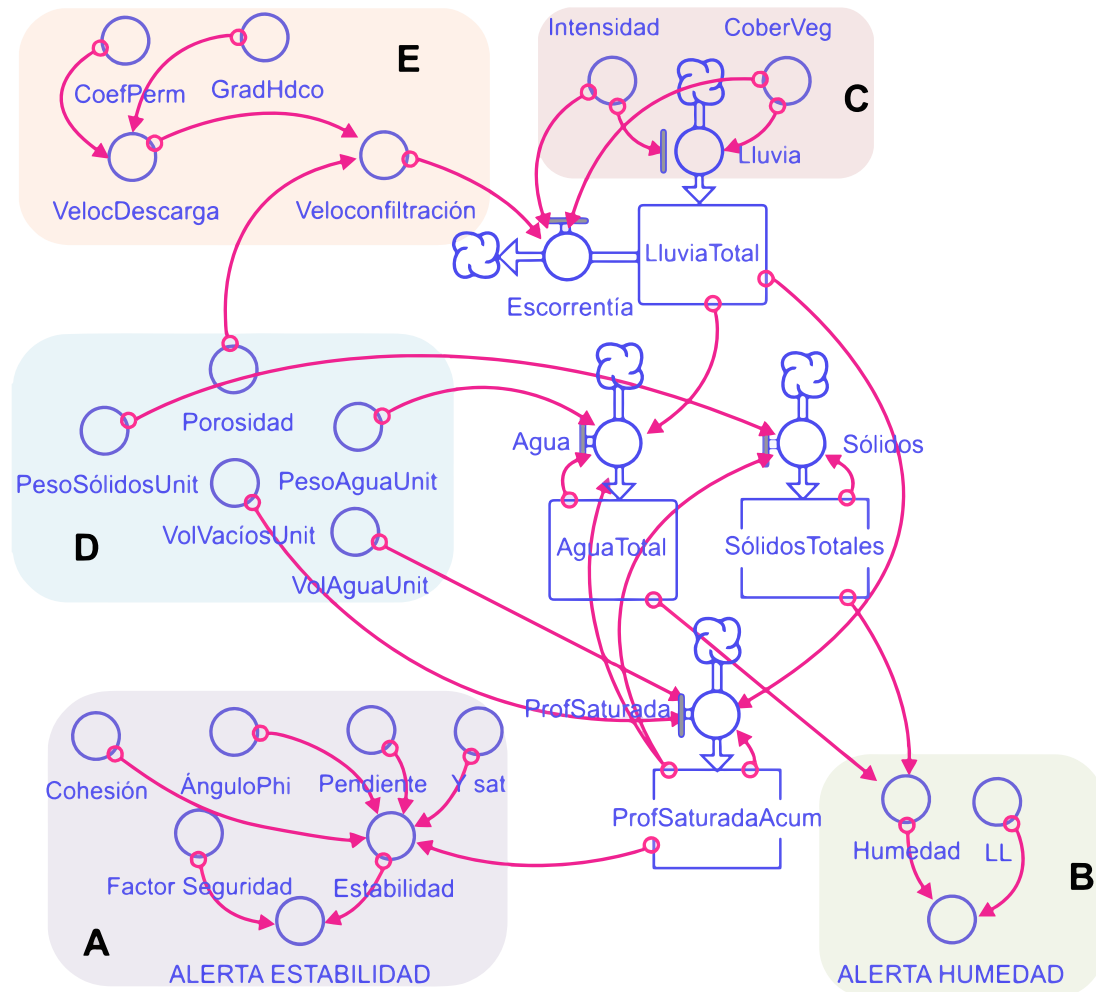 Intensidad
CoberVeg
E
CoefPerm
GradHdco
C
Lluvia
VelocDescarga
Veloconfiltración
LluviaTotal
Escorrentía
Porosidad
Agua
Sólidos
PesoSólidosUnit
PesoAguaUnit
VolVacíosUnit
D
AguaTotal
SólidosTotales
VolAguaUnit
ProfSaturada
Cohesión
ÁnguloPhi
Pendiente
Y sat
ProfSaturadaAcum
Humedad
LL
Factor Seguridad
Estabilidad
B
A
ALERTA ESTABILIDAD
ALERTA HUMEDAD